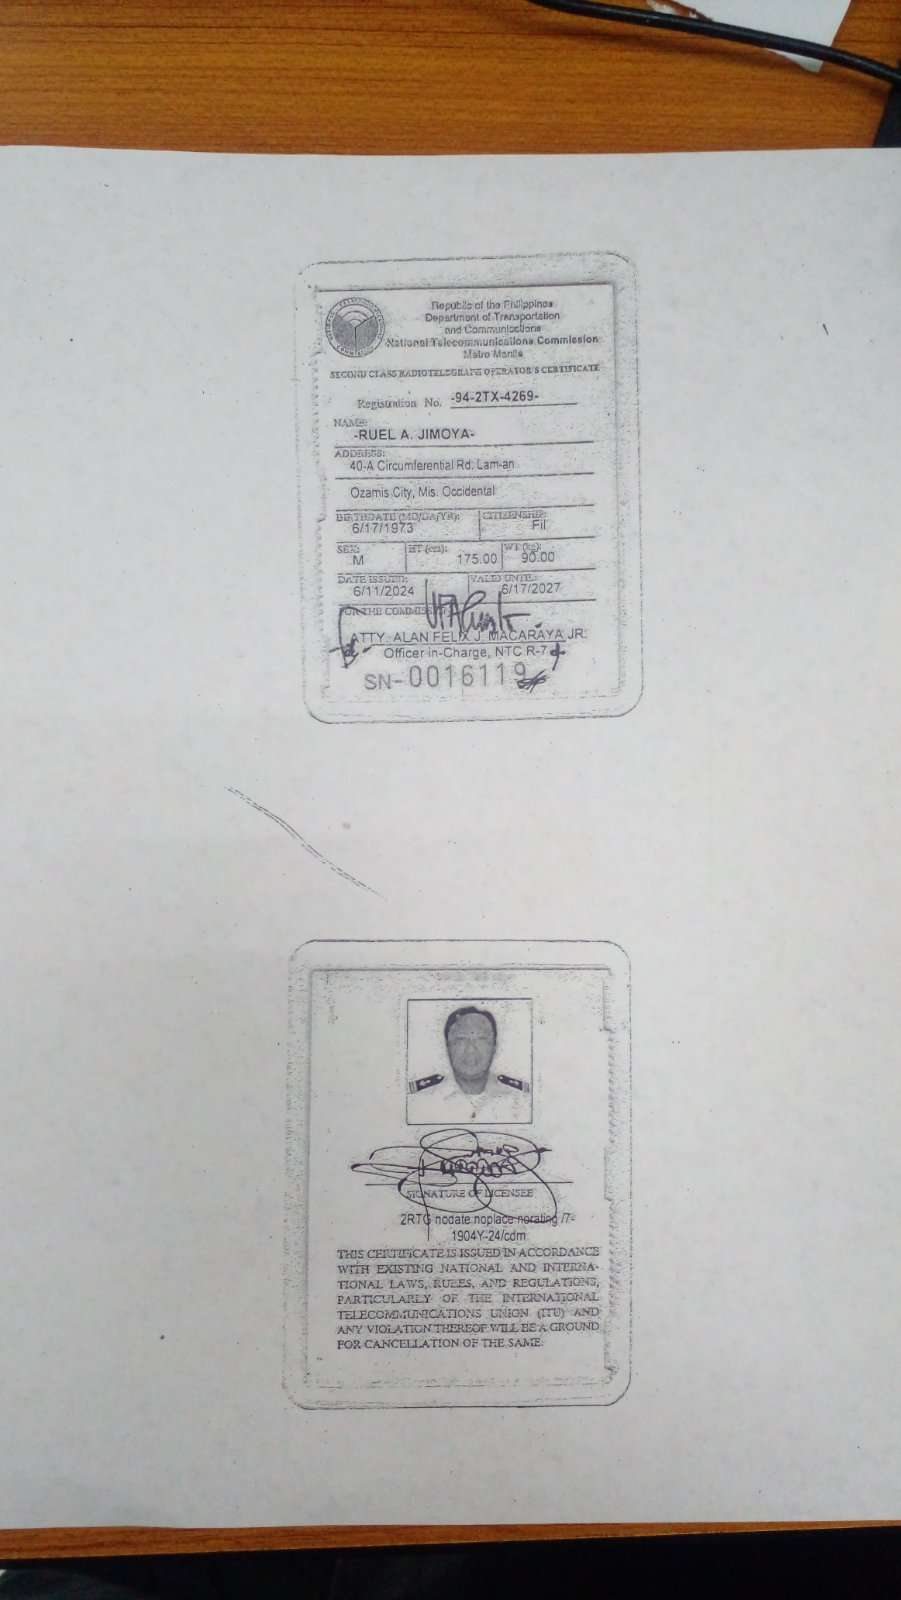 Republic of the Philippines
Department of Transportation
and Communications
National Telecommunications Commission
Metro Manila
SECOND CLASS RADIOTELEGRAPH OPERATOR'S CERTIFICATE
Registration No. -94-2TX-4269-
NAME:
-RUEL A. JIMOYA-
ADDRESS:
40-A Circumferential Rd. Lam-an
Ozamis City, Mis. Occidental
BIRTHDATE (MO/DA/YR): CITIZENSHIP:
6/17/1973 Fil
SEX: HT (cm): WT (kg):
M 175.00 90.00
DATE ISSUED: VALID UNTIL:
6/11/2024 6/17/2027
FOR THE COMMISSION:
ATTY. ALAN FELIX J. MACARAYA JR.
Officer in-Charge, NTC R-7
SN-0016119
SIGNATURE OF LICENSEE
2RTG nodate noplace norating /7-
1904Y-24/cdm
THIS CERTIFICATE IS ISSUED IN ACCORDANCE
WITH EXISTING NATIONAL AND INTERNA-
TIONAL LAWS, RULES, AND REGULATIONS,
PARTICULARLY OF THE INTERNATIONAL
TELECOMMUNICATIONS UNION (ITU) AND
ANY VIOLATION THEREOF WILL BE A GROUND
FOR CANCELLATION OF THE SAME.